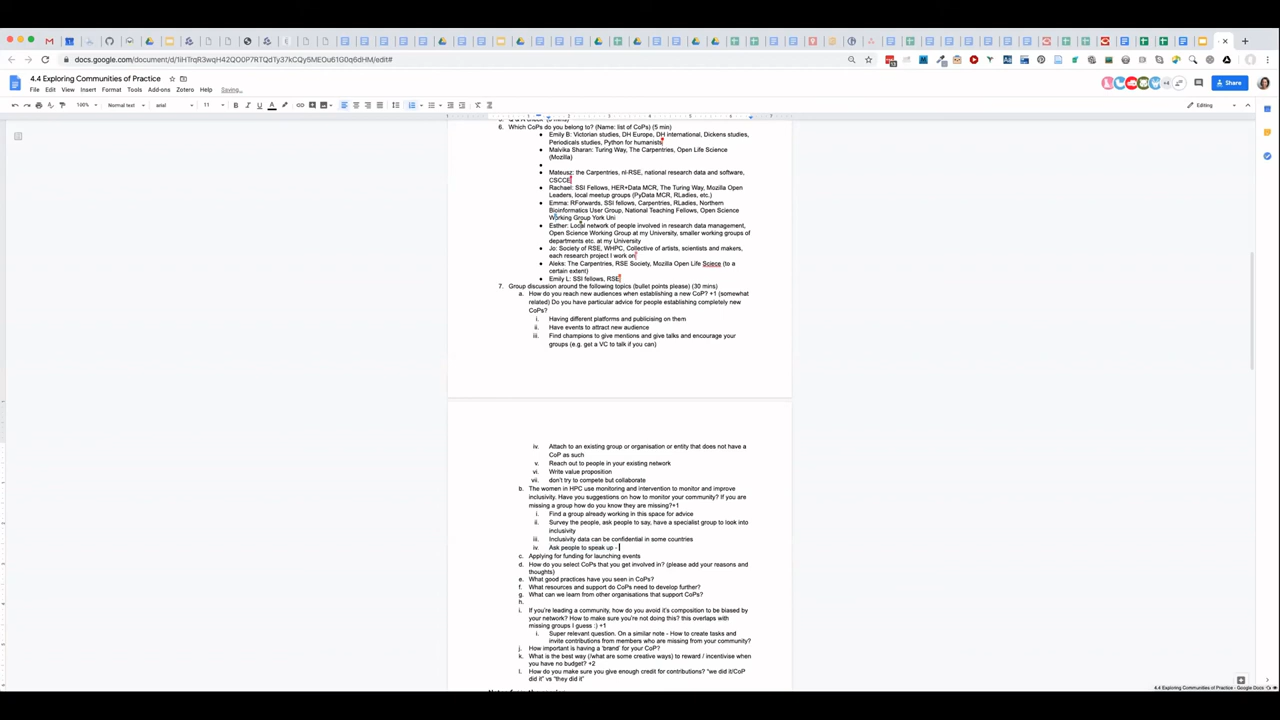 docs.google.com/document/d/1iHTrqR3wqH42QO0P7RTQdTy37kCQy5MEOu61G0q6dHM/edit#
4.4 Exploring Communities of Practice
File Edit View Insert Format Tools Add-ons Zotero Help Saving...
+4
Share
100% Normal text arial 11 Editing
6. Which CoPs do you belong to? (Name: list of CoPs) (5 min)
Emily B: Victorian studies, DH Europe, DH international, Dickens studies,
Periodicals studies, Python for humanists
Malvika Sharan: Turing Way, The Carpentries, Open Life Science
(Mozilla)
Mateusz: the Carpentries, nl-RSE, national research data and software,
CSCCE
Rachael: SSI Fellows, HER+Data MCR, The Turing Way, Mozilla Open
Leaders, local meetup groups (PyData MCR, RLadies, etc.)
Emma: RForwards, SSI fellows, Carpentries, RLadies, Northern
Bioinformatics User Group, National Teaching Fellows, Open Science
Working Group York Uni
Esther: Local network of people involved in research data management,
Open Science Working Group at my University, smaller working groups of
departments etc. at my University
Jo: Society of RSE, WHPC, Collective of artists, scientists and makers,
each research project I work on
Aleks: The Carpentries, RSE Society, Mozilla Open Life Sciece (to a
certain extent)
Emily L: SSI fellows, RSE
7. Group discussion around the following topics (bullet points please) (30 mins)
a. How do you reach new audiences when establishing a new CoP? +1 (somewhat
related) Do you have particular advice for people establishing completely new
CoPs?
i. Having different platforms and publicising on them
ii. Have events to attract new audience
iii. Find champions to give mentions and give talks and encourage your
groups (e.g. get a VC to talk if you can)
iv. Attach to an existing group or organisation or entity that does not have a
CoP as such
v. Reach out to people in your existing network
vi. Write value proposition
vii. don't try to compete but collaborate
b. The women in HPC use monitoring and intervention to monitor and improve
inclusivity. Have you suggestions on how to monitor your community? If you are
missing a group how do you know they are missing?+1
i. Find a group already working in this space for advice
ii. Survey the people, ask people to say, have a specialist group to look into
inclusivity
iii. Inclusivity data can be confidential in some countries
iv. Ask people to speak up -
c. Applying for funding for launching events
d. How do you select CoPs that you get involved in? (please add your reasons and
thoughts)
e. What good practices have you seen in CoPs?
f. What resources and support do CoPs need to develop further?
g. What can we learn from other organisations that support CoPs?
h.
i. If you're leading a community, how do you avoid it's composition to be biased by
your network? How to make sure you're not doing this? this overlaps with
missing groups I guess :) +1
i. Super relevant question. On a similar note - How to create tasks and
invite contributions from members who are missing from your community?
j. How important is having a 'brand' for your CoP?
k. What is the best way (/what are some creative ways) to reward / incentivise when
you have no budget? +2
l. How do you make sure you give enough credit for contributions? "we did it/CoP
did it" vs "they did it"
4.4 Exploring Communities of Practice